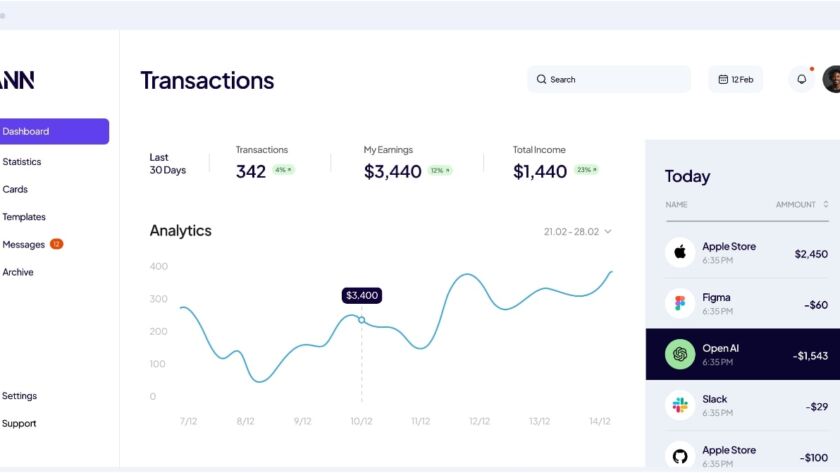 NN
Transactions
Search
12 Feb
Dashboard
Statistics
Cards
Templates
Messages 12
Archive
Settings
Support
Last
30 Days
Transactions
342 4%
My Earnings
$3,440 12%
Total Income
$1,440 23%
Analytics
21.02 - 28.02
400
300
200
100
0
$3,400
7/12 8/12 9/12 10/12 11/12 12/12 13/12 14/12
Today
NAME AMMOUNT
Apple Store
6:35 PM
$2,450
Figma
6:35 PM
-$60
Open AI
6:35 PM
-$1,543
Slack
6:35 PM
-$29
Apple Store
6:35 PM
-$100